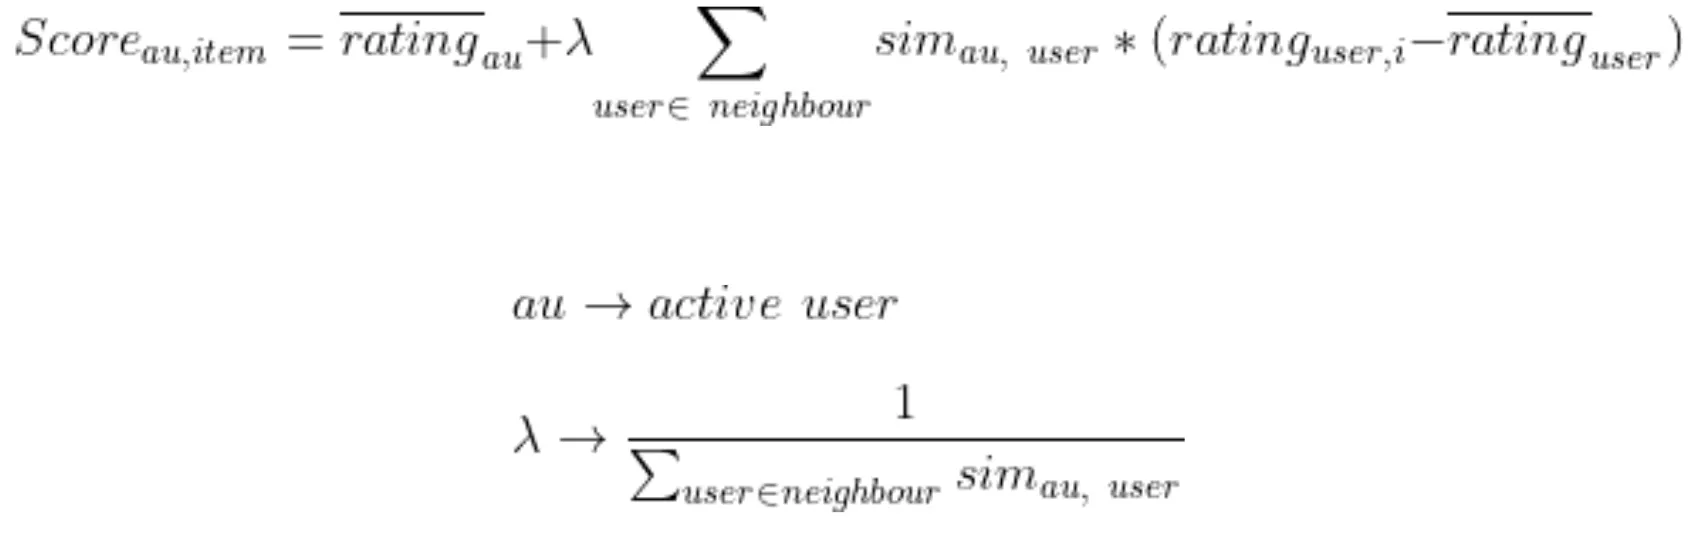 $Score_{au,item} = \overline{rating}_{au} + \lambda \sum_{user \in \ neighbour} sim_{au, \ user} * (rating_{user,i} - \overline{rating}_{user})$
$au \rightarrow active \ user$
$\lambda \rightarrow \frac{1}{\sum_{user \in neighbour} sim_{au, \ user}}$